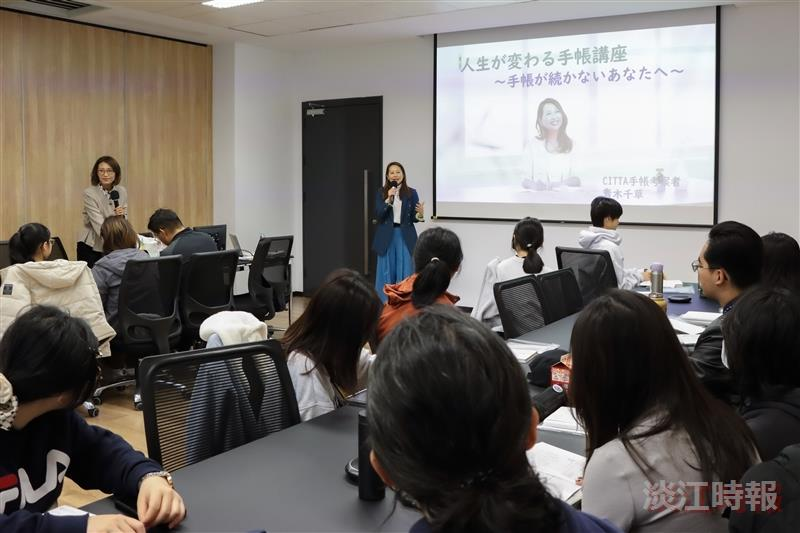 人生が変わる手帳講座
～手帳が続かないあなたへ～
CITTA手帳考案者
青木千草
FILA
淡江時報